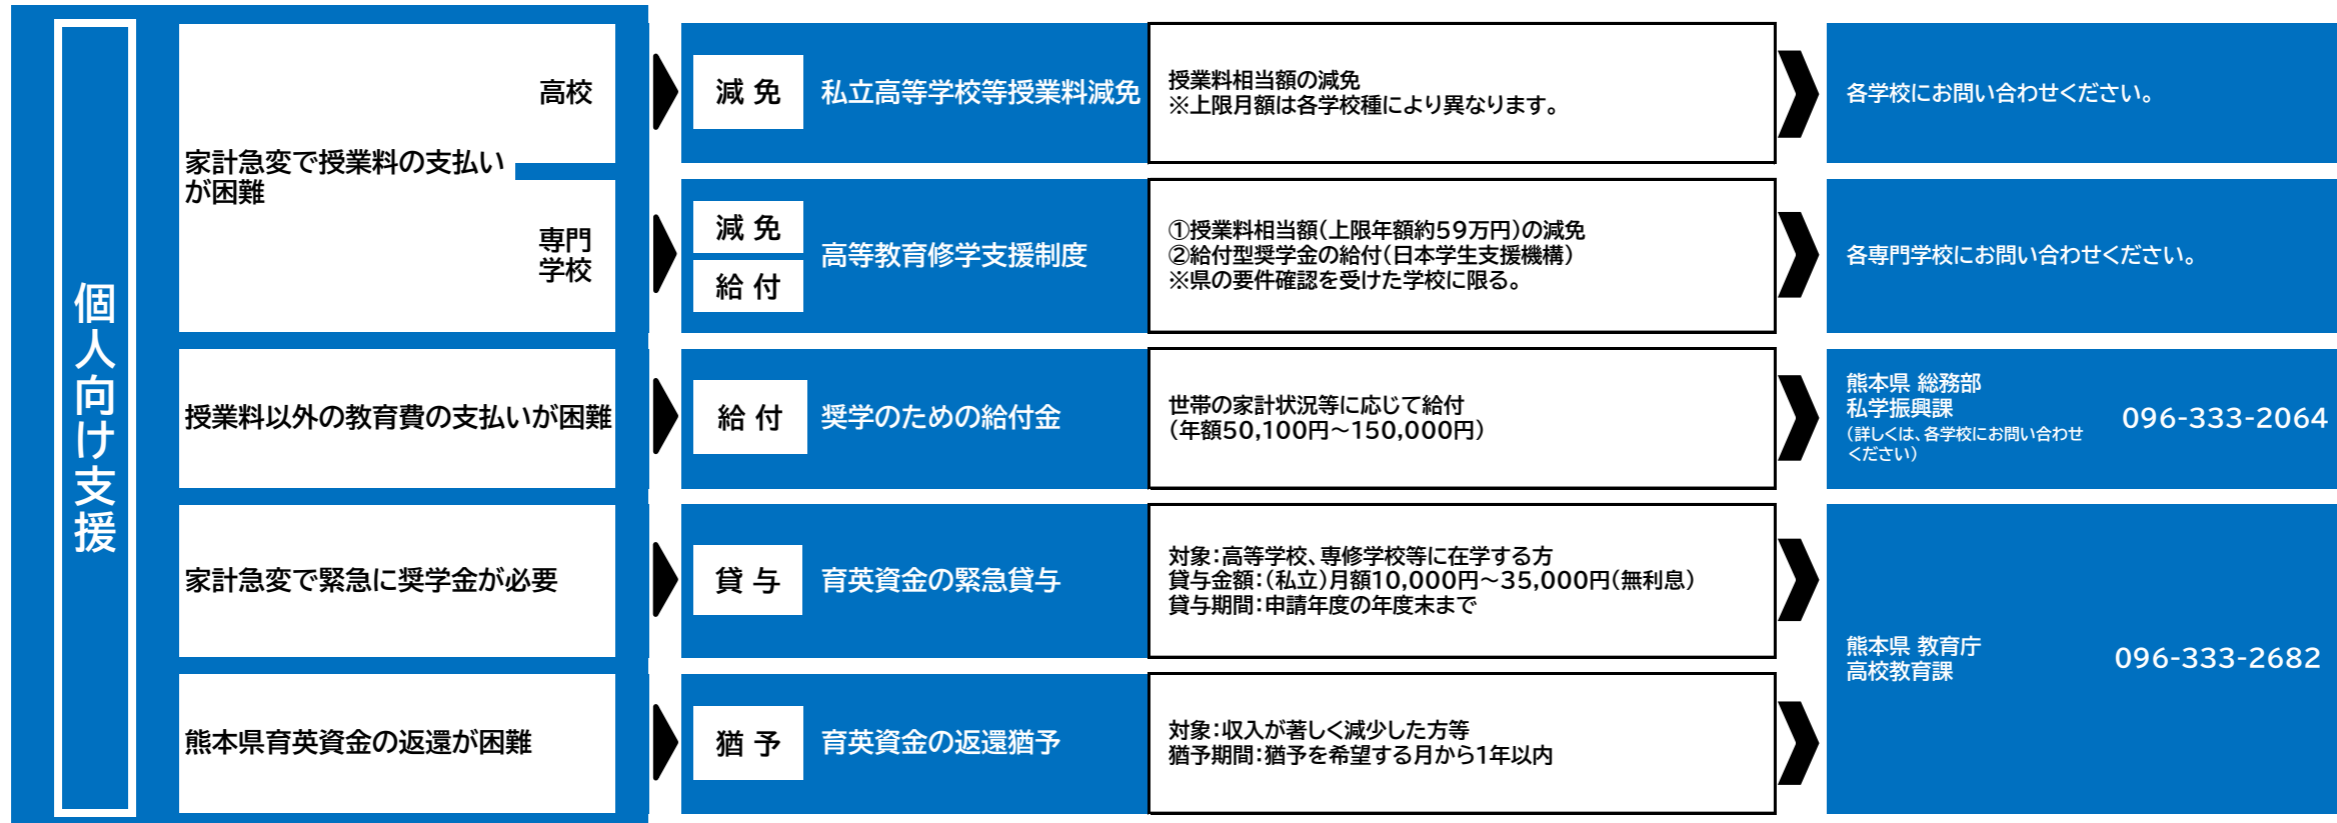 個人向け支援
家計急変で授業料の支払い
が困難
高校
減 免
私立高等学校等授業料減免
授業料相当額の減免
※上限月額は各学校種により異なります。
各学校にお問い合わせください。
専門
学校
減 免
給 付
高等教育修学支援制度
①授業料相当額(上限年額約59万円)の減免
②給付型奨学金の給付(日本学生支援機構)
※県の要件確認を受けた学校に限る。
各専門学校にお問い合わせください。
授業料以外の教育費の支払いが困難
給 付
奨学のための給付金
世帯の家計状況等に応じて給付
(年額50,100円～150,000円)
熊本県 総務部
私学振興課
(詳しくは、各学校にお問い合わせ
ください)
096-333-2064
家計急変で緊急に奨学金が必要
貸 与
育英資金の緊急貸与
対象:高等学校、専修学校等に在学する方
貸与金額:(私立)月額10,000円～35,000円(無利息)
貸与期間:申請年度の年度末まで
熊本県 教育庁
高校教育課
096-333-2682
熊本県育英資金の返還が困難
猶 予
育英資金の返還猶予
対象:収入が著しく減少した方等
猶予期間:猶予を希望する月から1年以内